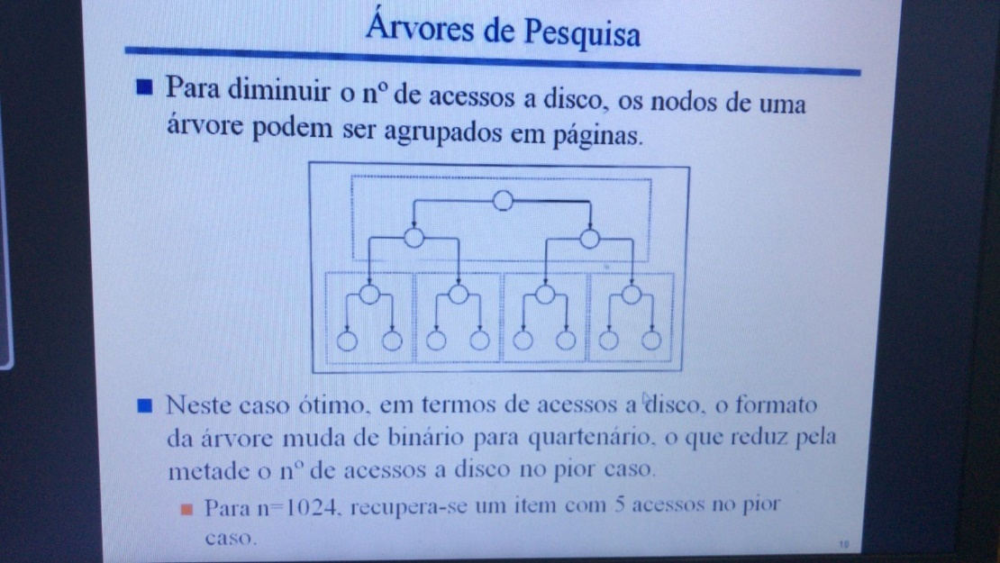 Árvores de Pesquisa
Para diminuir o nº de acessos a disco, os nodos de uma
árvore podem ser agrupados em páginas.
Neste caso ótimo, em termos de acessos a disco, o formato
da árvore muda de binário para quartenário, o que reduz pela
metade o nº de acessos a disco no pior caso.
Para n=1024, recupera-se um item com 5 acessos no pior
caso.
18